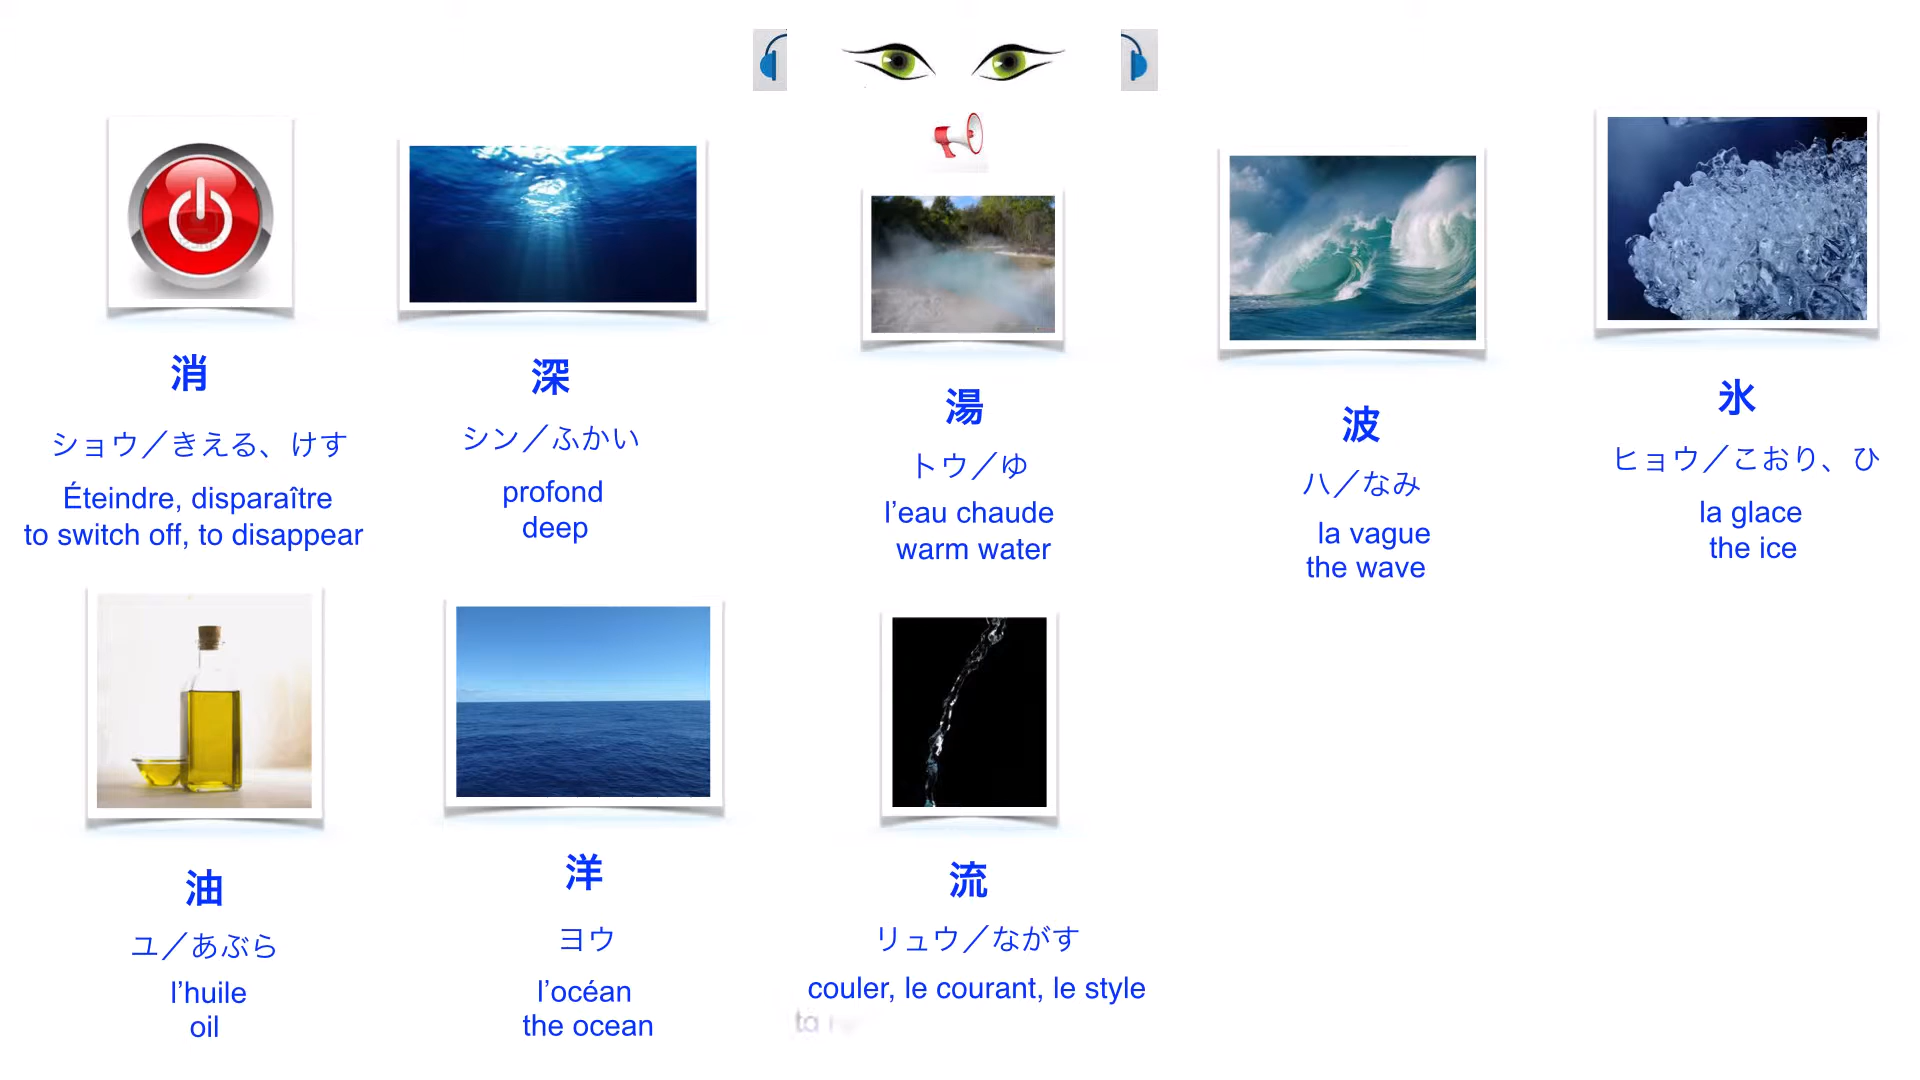 消
ショウ／きえる、けす
Éteindre, disparaître
to switch off, to disappear
深
シン／ふかい
profond
deep
湯
トウ／ゆ
l’eau chaude
warm water
波
ハ／なみ
la vague
the wave
氷
ヒョウ／こおり、ひ
la glace
the ice
油
ユ／あぶら
l’huile
oil
洋
ヨウ
l’océan
the ocean
流
リュウ／ながす
couler, le courant, le style
to